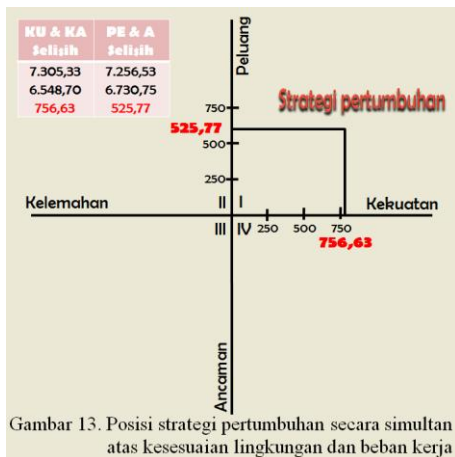 KU & KA PE & A
Selisih Selisih
7.305,33 7.256,53
6.548,70 6.730,75
756,63 525,77
Peluang
Strategi pertumbuhan
750
525,77
500
250
Kelemahan II I Kekuatan
III IV 250 500 750
756,63
Ancaman
Gambar 13. Posisi strategi pertumbuhan secara simultan
atas kesesuaian lingkungan dan beban kerja